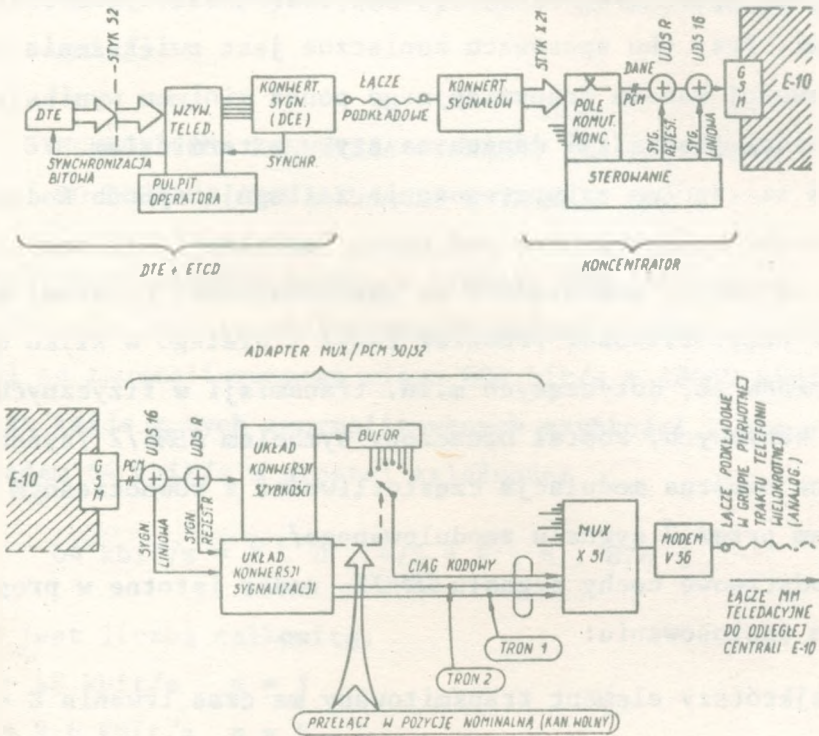 STYK S2
DTE
SYNCHRONIZACJA
BITOWA
WZYW.
TELED.
PULPIT
OPERATORA
KONWERT.
SYGN.
(DCE)
SYNCHR.
ŁĄCZE
PODKŁADOWE
KONWERT.
SYGNAŁÓW
STYK X 21
POLE
KOMUT.
KONC.
DANE
PCM
UDS R
UDS 16
SYG.
REJEST.
SYG.
LINIOWA
G
S
M
E-10
STEROWANIE
DTE + ETCD
KONCENTRATOR
ADAPTER MUX / PCM 30/32
E-10
G
PCM
UDS 16
SYGN.
LINIOWA
SYGN
REJESTR.
UKŁAD
KONWERSJI
SZYBKOŚCI
UKŁAD
KONWERSJI
SYGNALIZACJI
BUFOR
CIĄG KODOWY
TRON 1
TRON 2
PRZEŁĄCZ W POZYCJĘ NOMINALNĄ (KAN WOLNY)
MUX
X 51
MODEM
V 36
ŁĄCZE PODKŁADOWE
W GRUPIE PIERWOTNEJ
TRAKTU TELEFONII
WIELOKROTNEJ
(ANALOG.)
ŁĄCZE MM
TELEDACYJNE
DO ODLEGŁEJ
CENTRALI E-10